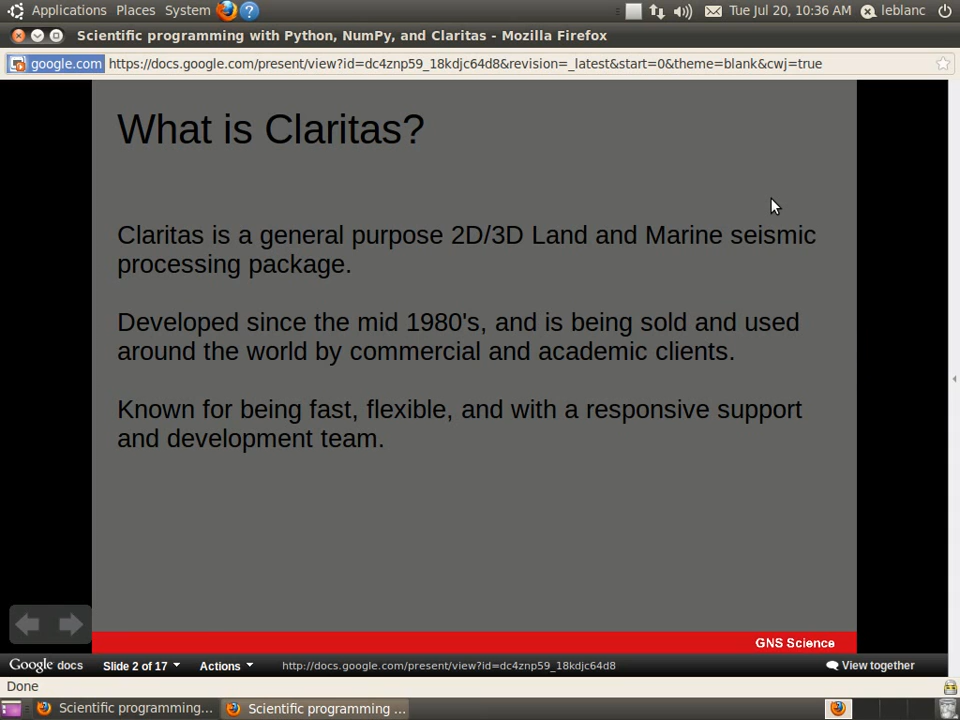 Applications Places System Tue Jul 20, 10:36 AM leblanc
Scientific programming with Python, NumPy, and Claritas - Mozilla Firefox
google.com https://docs.google.com/present/view?id=dc4znp59_18kdjc64d8&revision=_latest&start=0&theme=blank&cwj=true
What is Claritas?
Claritas is a general purpose 2D/3D Land and Marine seismic
processing package.
Developed since the mid 1980's, and is being sold and used
around the world by commercial and academic clients.
Known for being fast, flexible, and with a responsive support
and development team.
GNS Science
Google docs Slide 2 of 17 Actions http://docs.google.com/present/view?id=dc4znp59_18kdjc64d8 View together
Done
Scientific programming... Scientific programming ...